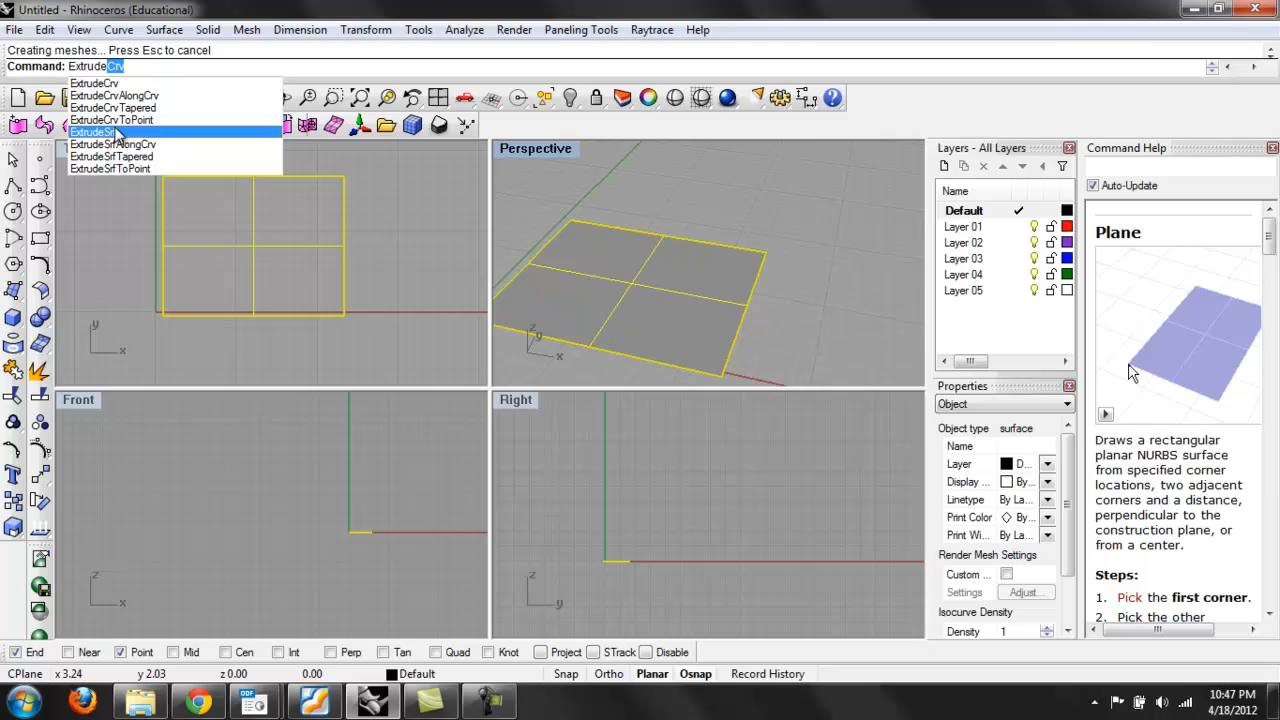 Untitled - Rhinoceros (Educational)
File Edit View Curve Surface Solid Mesh Dimension Transform Tools Analyze Render Paneling Tools Raytrace Help
Creating meshes... Press Esc to cancel
Command: ExtrudeCrv
ExtrudeCrv
ExtrudeCrvAlongCrv
ExtrudeCrvTapered
ExtrudeCrvToPoint
ExtrudeSrf
ExtrudeSrfAlongCrv
ExtrudeSrfTapered
ExtrudeSrfToPoint
Perspective
y
x
z
y
x
Front
z
x
Right
z
y
Layers - All Layers
Name
Default
Layer 01
Layer 02
Layer 03
Layer 04
Layer 05
Properties
Object
Object type surface
Name
Layer D...
Display ... By...
Linetype By La...
Print Color By...
Print Wi... By La...
Render Mesh Settings
Custom ...
Settings Adjust...
Isocurve Density
Density 1
Command Help
Auto-Update
Plane
Draws a rectangular
planar NURBS surface
from specified corner
locations, two adjacent
corners and a distance,
perpendicular to the
construction plane, or
from a center.
Steps:
1. Pick the first corner.
2. Pick the other
End Near Point Mid Cen Int Perp Tan Quad Knot Project STrack Disable
CPlane x 3.24 y 2.03 z 0.00 0.00 Default Snap Ortho Planar Osnap Record History
10:47 PM
4/18/2012